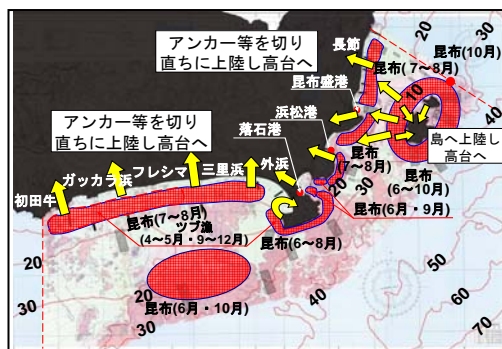 アンカー等を切り
直ちに上陸し高台へ
長節
昆布盛港
浜松港
落石港
アンカー等を切り
直ちに上陸し高台へ
初田牛
ガッカラ浜
フレシマ
三里浜
外浜
昆布(10月)
昆布( 7～8月)
島へ上陸し
高台へ
昆布
(6～10月)
昆布
(7～8月)
昆布(6月・9月)
昆布(7～8月)
ツブ漁
(4～5月・9～12月)
昆布(6～8月)
昆布(6月・10月)
20
30
40
10
20
30
20
30
20
30
40
50
70